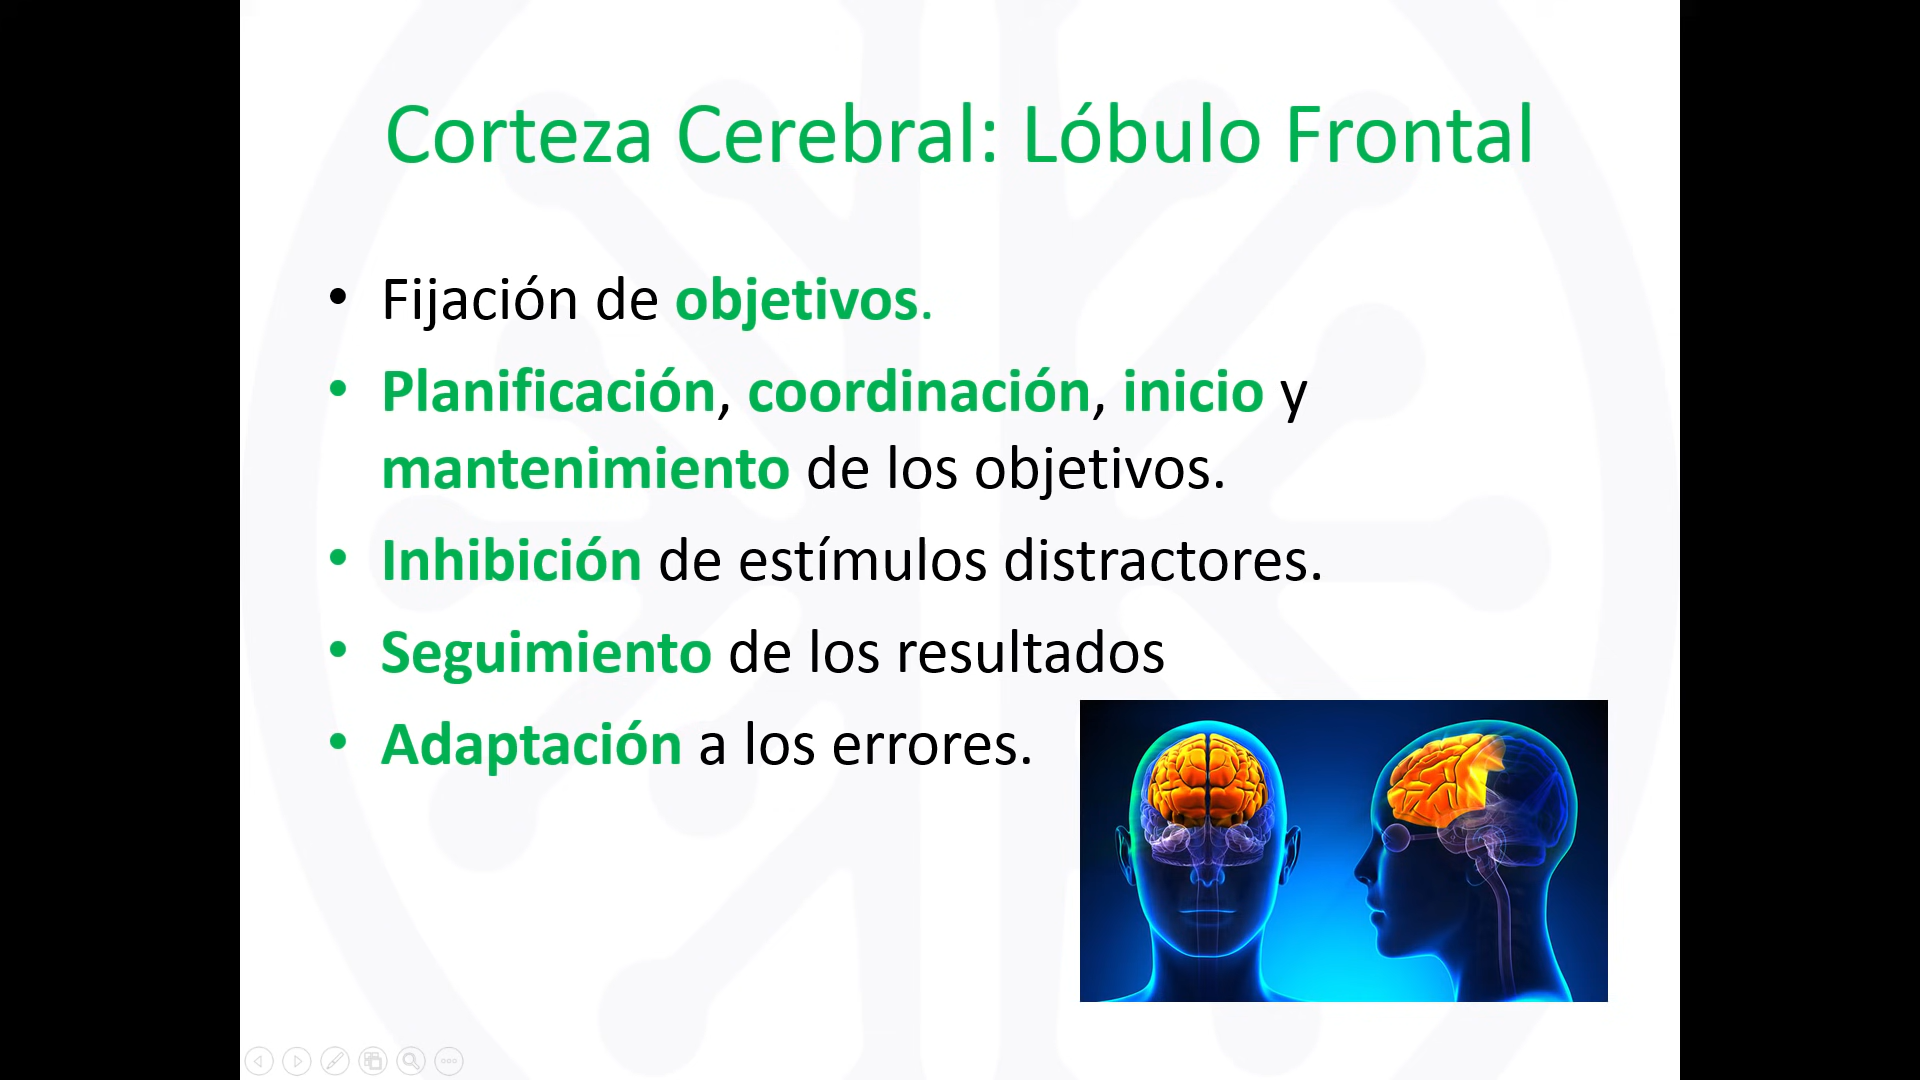 Corteza Cerebral: Lóbulo Frontal
• Fijación de objetivos.
• Planificación, coordinación, inicio y
mantenimiento de los objetivos.
• Inhibición de estímulos distractores.
• Seguimiento de los resultados
• Adaptación a los errores.